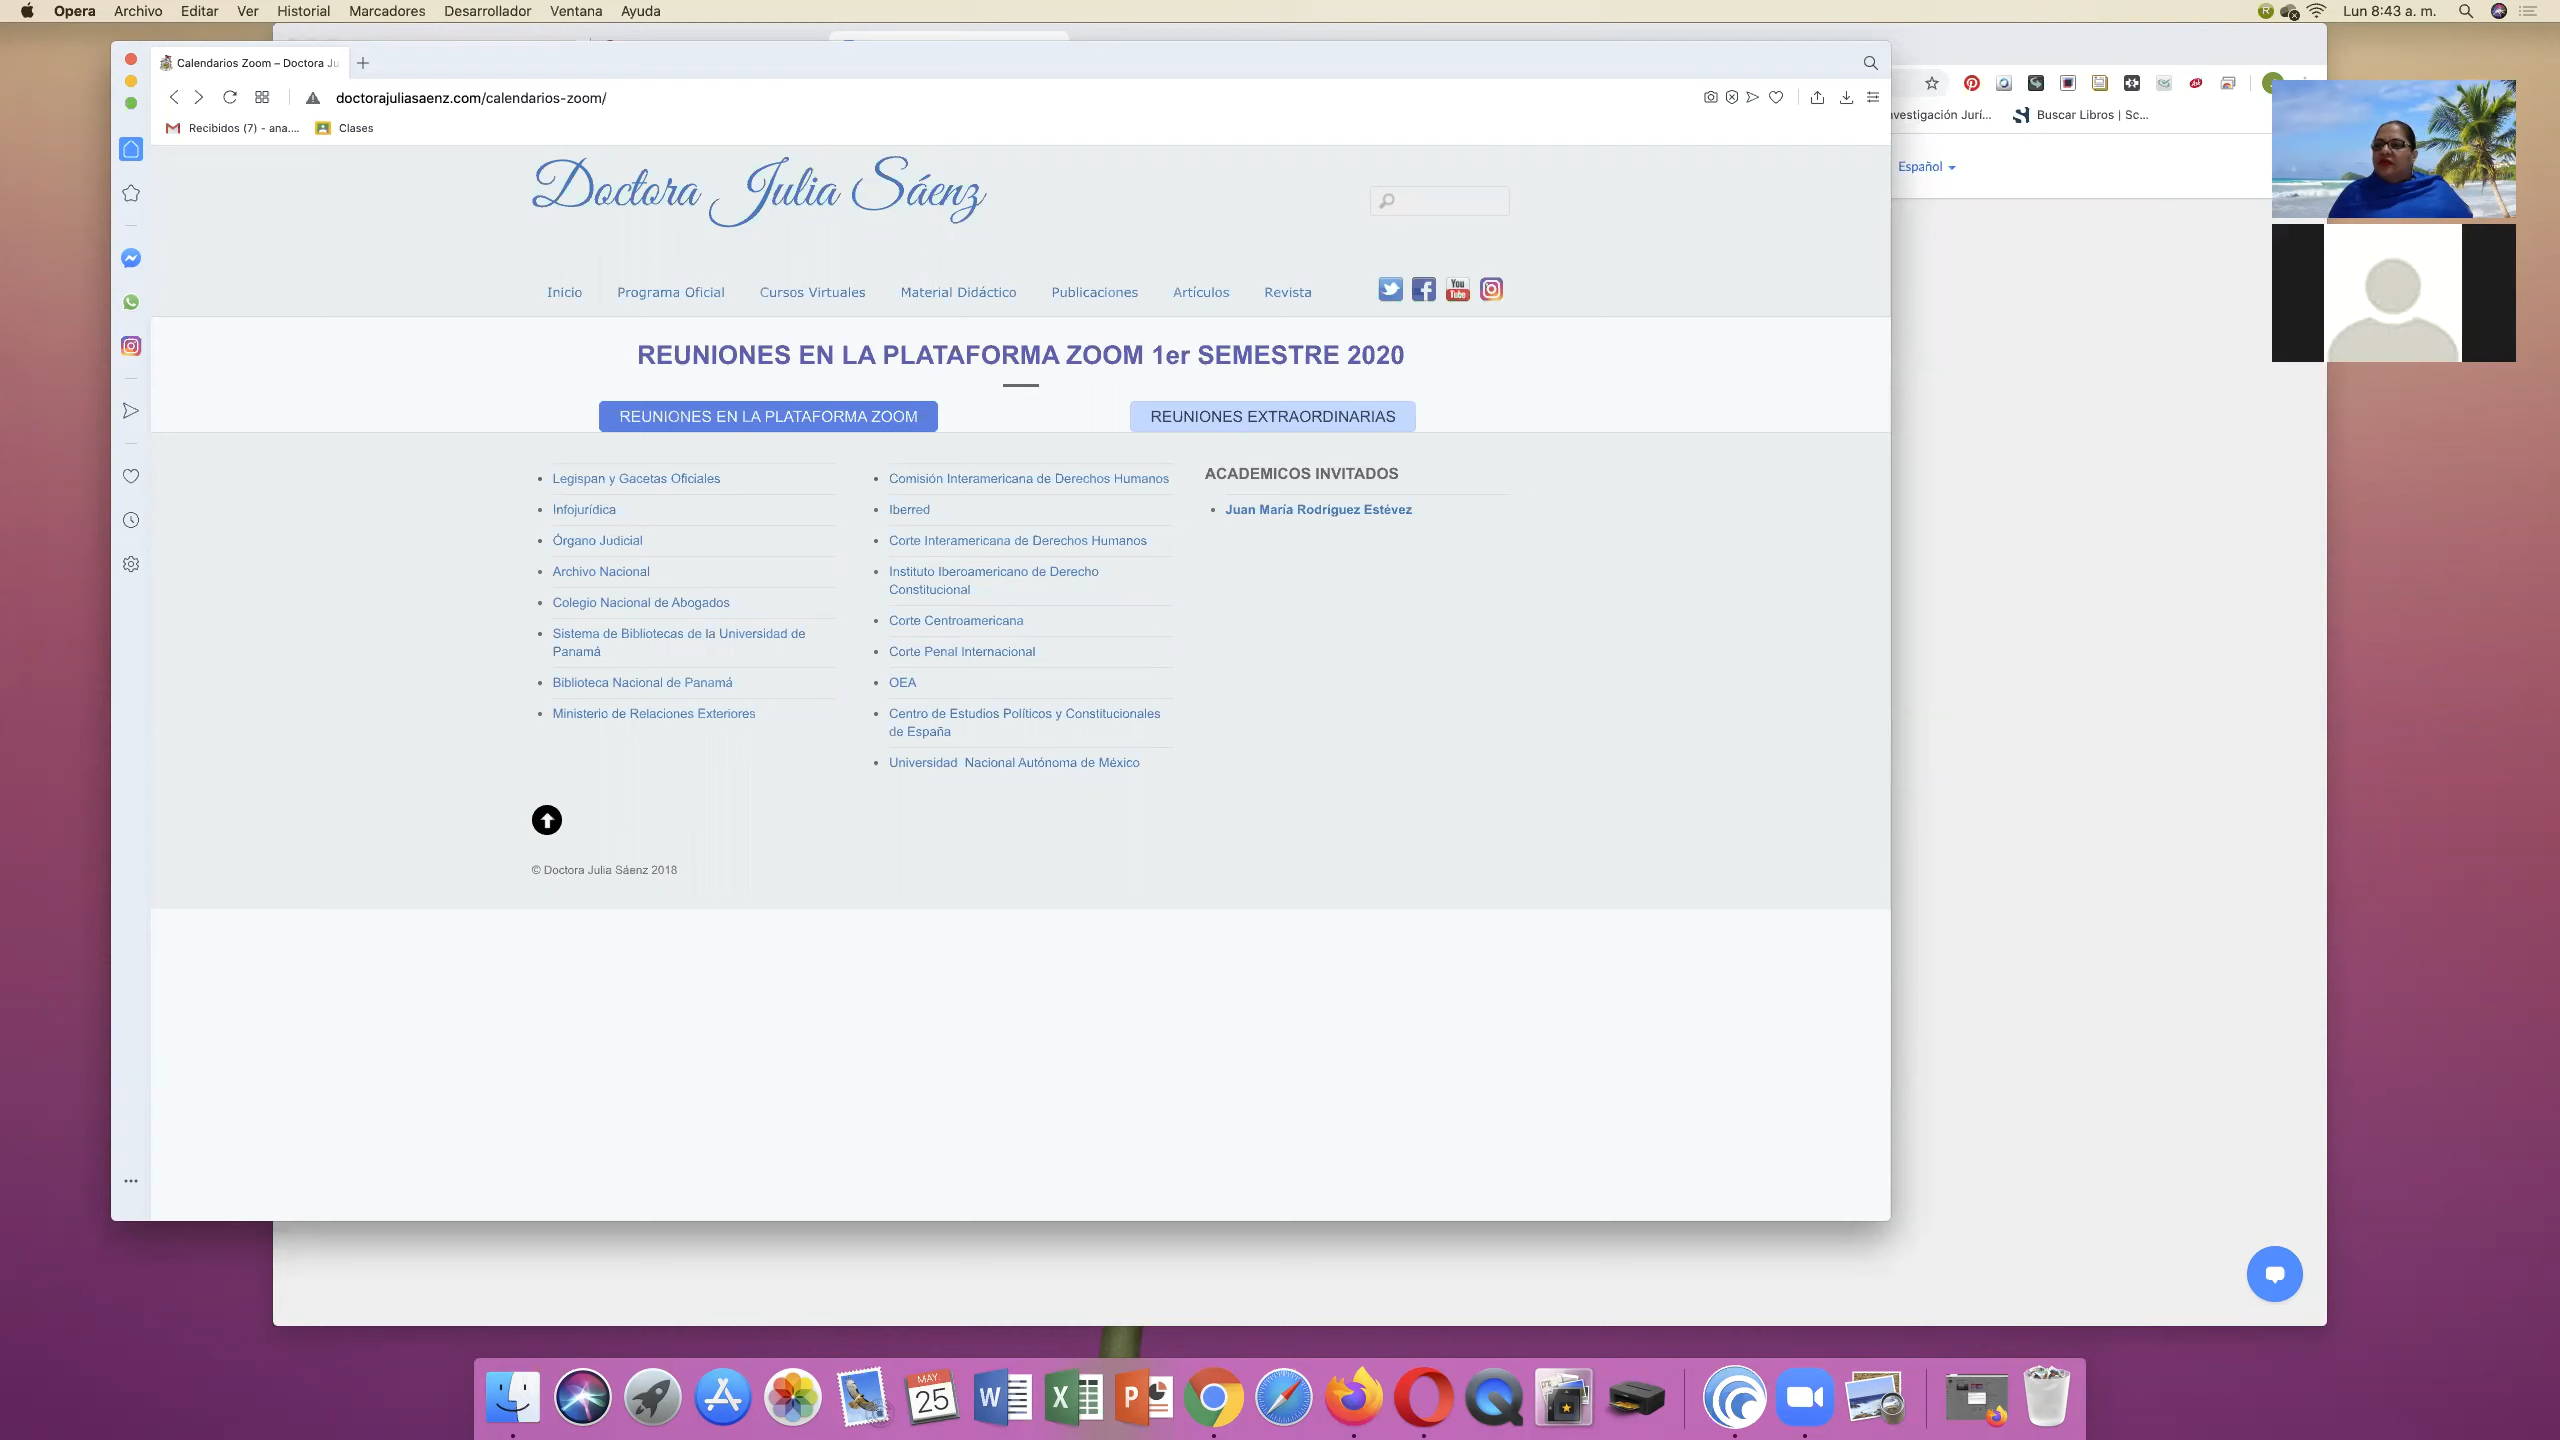 Opera Archivo Editar Ver Historial Marcadores Desarrollador Ventana Ayuda
Lun 8:43 a. m.
Calendarios Zoom – Doctora Ju
doctorajuliasaenz.com/calendarios-zoom/
Recibidos (7) - ana.... Clases
nvestigación Jurí... Buscar Libros | Sc...
Español
Doctora Julia Sáenz
Inicio Programa Oficial Cursos Virtuales Material Didáctico Publicaciones Artículos Revista
You
Tube
REUNIONES EN LA PLATAFORMA ZOOM 1er SEMESTRE 2020
REUNIONES EN LA PLATAFORMA ZOOM
REUNIONES EXTRAORDINARIAS
Legispan y Gacetas Oficiales
Infojurídica
Órgano Judicial
Archivo Nacional
Colegio Nacional de Abogados
Sistema de Bibliotecas de la Universidad de
Panamá
Biblioteca Nacional de Panamá
Ministerio de Relaciones Exteriores
Comisión Interamericana de Derechos Humanos
Iberred
Corte Interamericana de Derechos Humanos
Instituto Iberoamericano de Derecho
Constitucional
Corte Centroamericana
Corte Penal Internacional
OEA
Centro de Estudios Políticos y Constitucionales
de España
Universidad Nacional Autónoma de México
ACADEMICOS INVITADOS
Juan María Rodríguez Estévez
© Doctora Julia Sáenz 2018
MAY
25
W
X
P